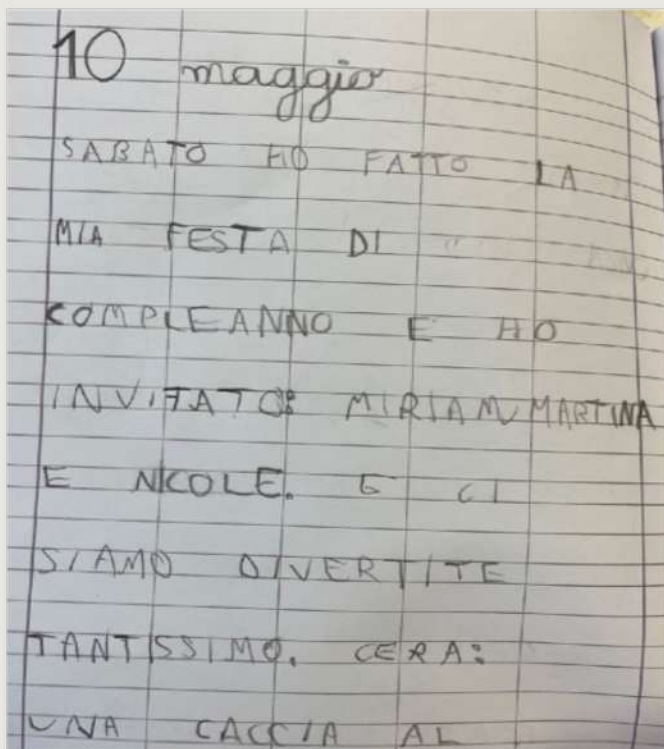 10 maggio
SABATO HO FATTO LA
MIA FESTA DI
COMPLEANNO E HO
INVITATO: MIRIAM MARTINA
E NICOLE. E CI
SIAMO DIVERTITE
TANTISSIMO. CERA:
UNA CACCIA AL